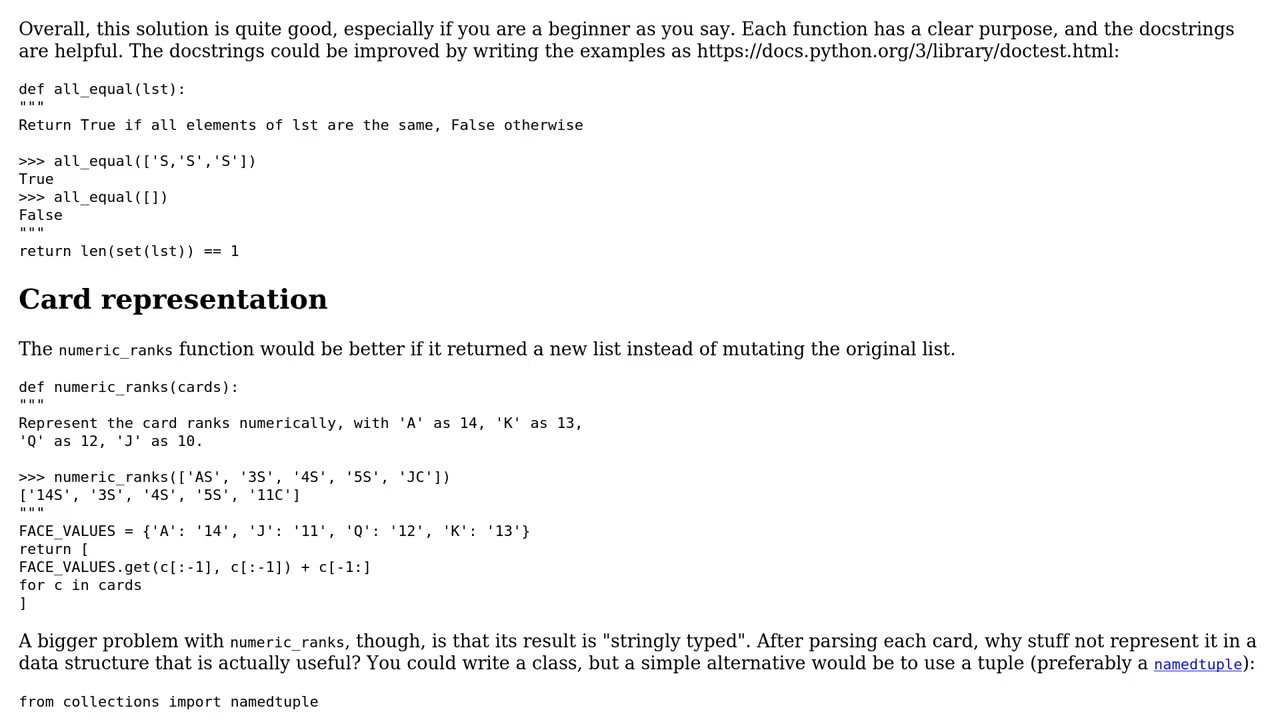 Overall, this solution is quite good, especially if you are a beginner as you say. Each function has a clear purpose, and the docstrings
are helpful. The docstrings could be improved by writing the examples as https://docs.python.org/3/library/doctest.html:
def all_equal(lst):
"""
Return True if all elements of lst are the same, False otherwise
>>> all_equal(['S,'S','S'])
True
>>> all_equal([])
False
"""
return len(set(lst)) == 1
Card representation
The numeric_ranks function would be better if it returned a new list instead of mutating the original list.
def numeric_ranks(cards):
"""
Represent the card ranks numerically, with 'A' as 14, 'K' as 13,
'Q' as 12, 'J' as 10.
>>> numeric_ranks(['AS', '3S', '4S', '5S', 'JC'])
['14S', '3S', '4S', '5S', '11C']
"""
FACE_VALUES = {'A': '14', 'J': '11', 'Q': '12', 'K': '13'}
return [
FACE_VALUES.get(c[:-1], c[:-1]) + c[-1:]
for c in cards
]
A bigger problem with numeric_ranks, though, is that its result is "stringly typed". After parsing each card, why stuff not represent it in a
data structure that is actually useful? You could write a class, but a simple alternative would be to use a tuple (preferably a namedtuple):
from collections import namedtuple